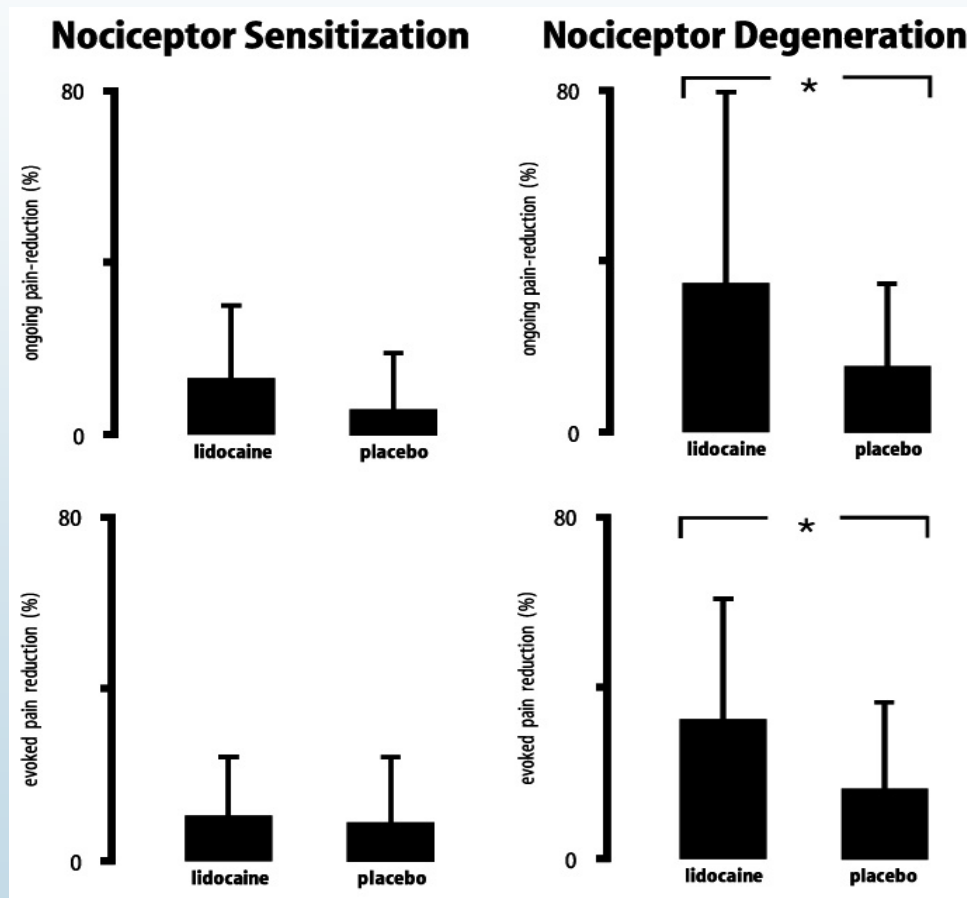 Nociceptor Sensitization
80
ongoing pain-reduction (%)
0
lidocaine placebo
Nociceptor Degeneration
80
*
ongoing pain-reduction (%)
0
lidocaine placebo
80
evoked pain reduction (%)
0
lidocaine placebo
80
*
evoked pain reduction (%)
0
lidocaine placebo